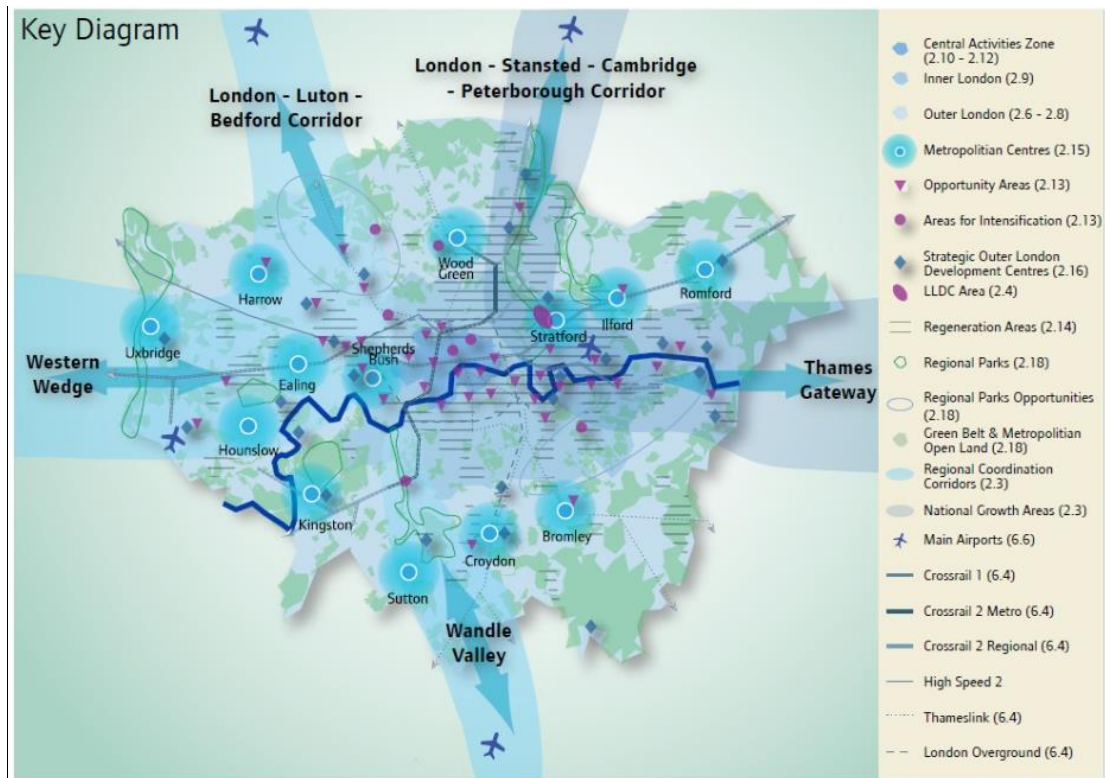 Key Diagram
London - Luton -
Bedford Corridor
London - Stansted - Cambridge
- Peterborough Corridor
Wood
Green
Harrow
Romford
Ilford
Stratford
Uxbridge
Shepherds
Bush
Western
Wedge
Ealing
Thames
Gateway
Hounslow
Kingston
Bromley
Croydon
Sutton
Wandle
Valley
Central Activities Zone
(2.10 - 2.12)
Inner London (2.9)
Outer London (2.6 - 2.8)
Metropolitian Centres (2.15)
Opportunity Areas (2.13)
Areas for Intensification (2.13)
Strategic Outer London
Development Centres (2.16)
LLDC Area (2.4)
Regeneration Areas (2.14)
Regional Parks (2.18)
Regional Parks Opportunities
(2.18)
Green Belt & Metropolitian
Open Land (2.18)
Regional Coordination
Corridors (2.3)
National Growth Areas (2.3)
Main Airports (6.6)
Crossrail 1 (6.4)
Crossrail 2 Metro (6.4)
Crossrail 2 Regional (6.4)
High Speed 2
Thameslink (6.4)
London Overground (6.4)